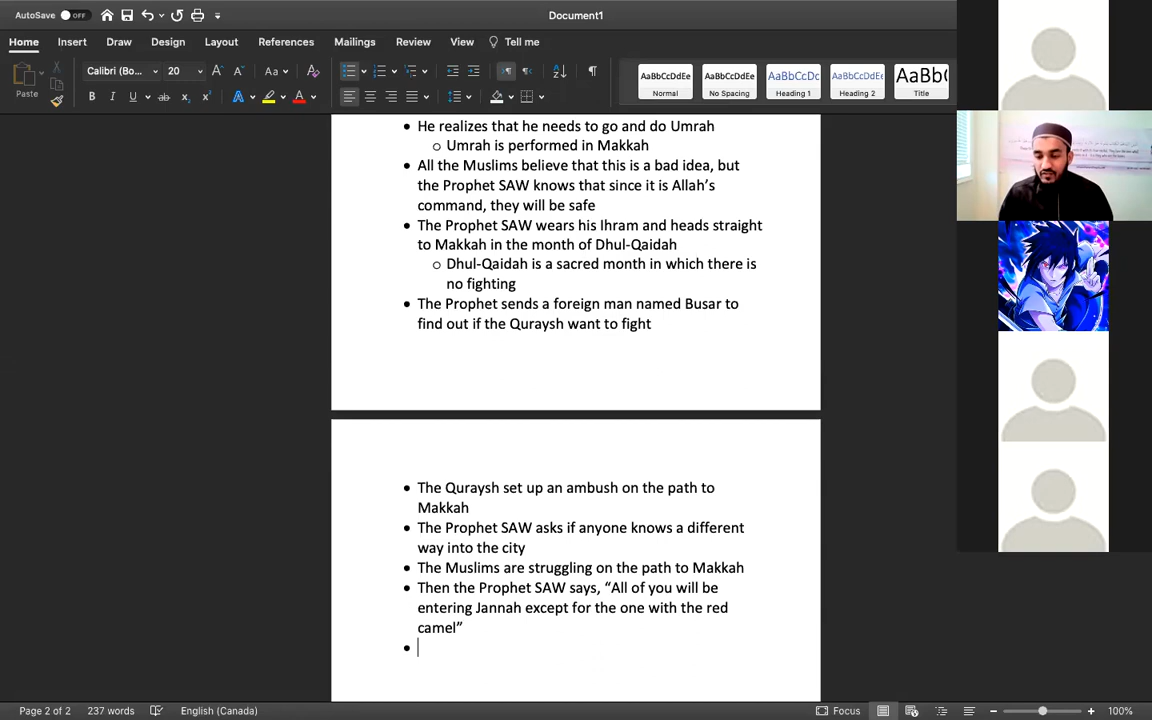 AutoSave OFF Document1
Home Insert Draw Design Layout References Mailings Review View Tell me
Paste Calibri (Bo... 20 Aa AaBbCcDdEe AaBbCcDdEe AaBbCcDc AaBbCcDdEe AaBb(
B I U ab x₂ x² A A Normal No Spacing Heading 1 Heading 2 Title
• He realizes that he needs to go and do Umrah
o Umrah is performed in Makkah
• All the Muslims believe that this is a bad idea, but
the Prophet SAW knows that since it is Allah's
command, they will be safe
• The Prophet SAW wears his Ihram and heads straight
to Makkah in the month of Dhul-Qaidah
o Dhul-Qaidah is a sacred month in which there is
no fighting
• The Prophet sends a foreign man named Busar to
find out if the Quraysh want to fight
• The Quraysh set up an ambush on the path to
Makkah
• The Prophet SAW asks if anyone knows a different
way into the city
• The Muslims are struggling on the path to Makkah
• Then the Prophet SAW says, “All of you will be
entering Jannah except for the one with the red
camel”
•
Page 2 of 2 237 words English (Canada) Focus 100%